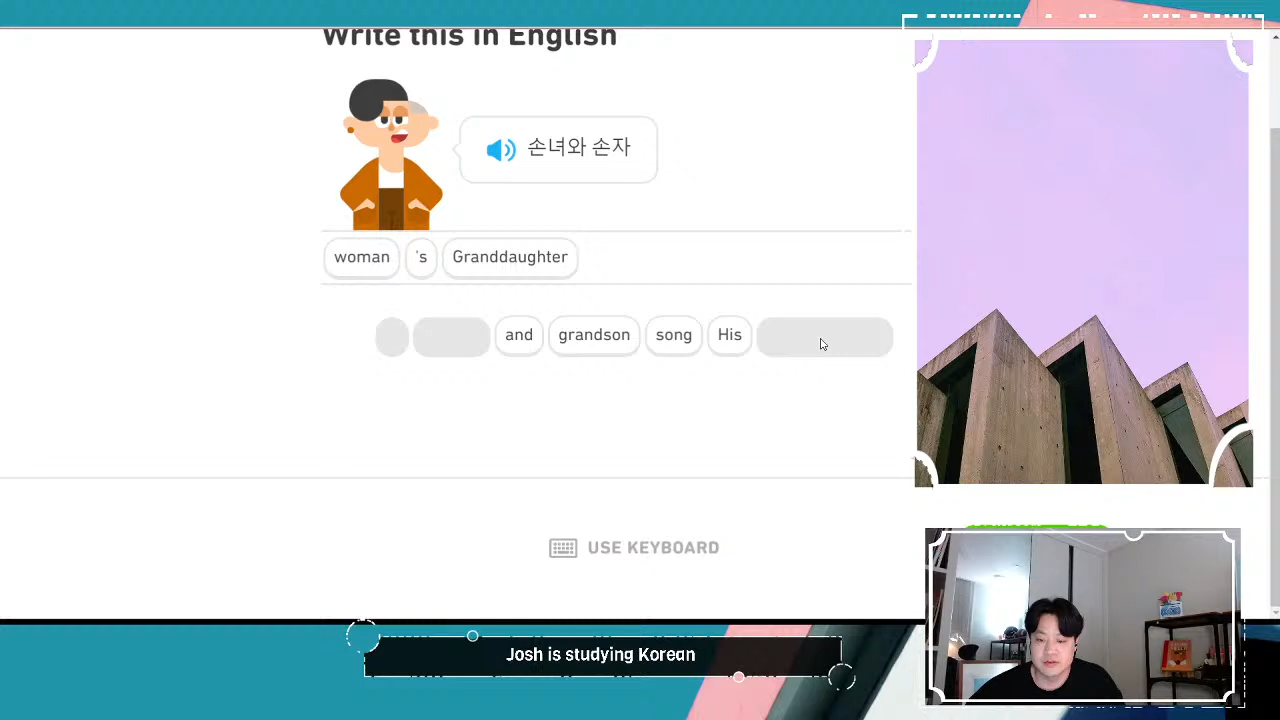 Write this in English
손녀와 손자
woman 's Granddaughter
and grandson song His
USE KEYBOARD
Josh is studying Korean